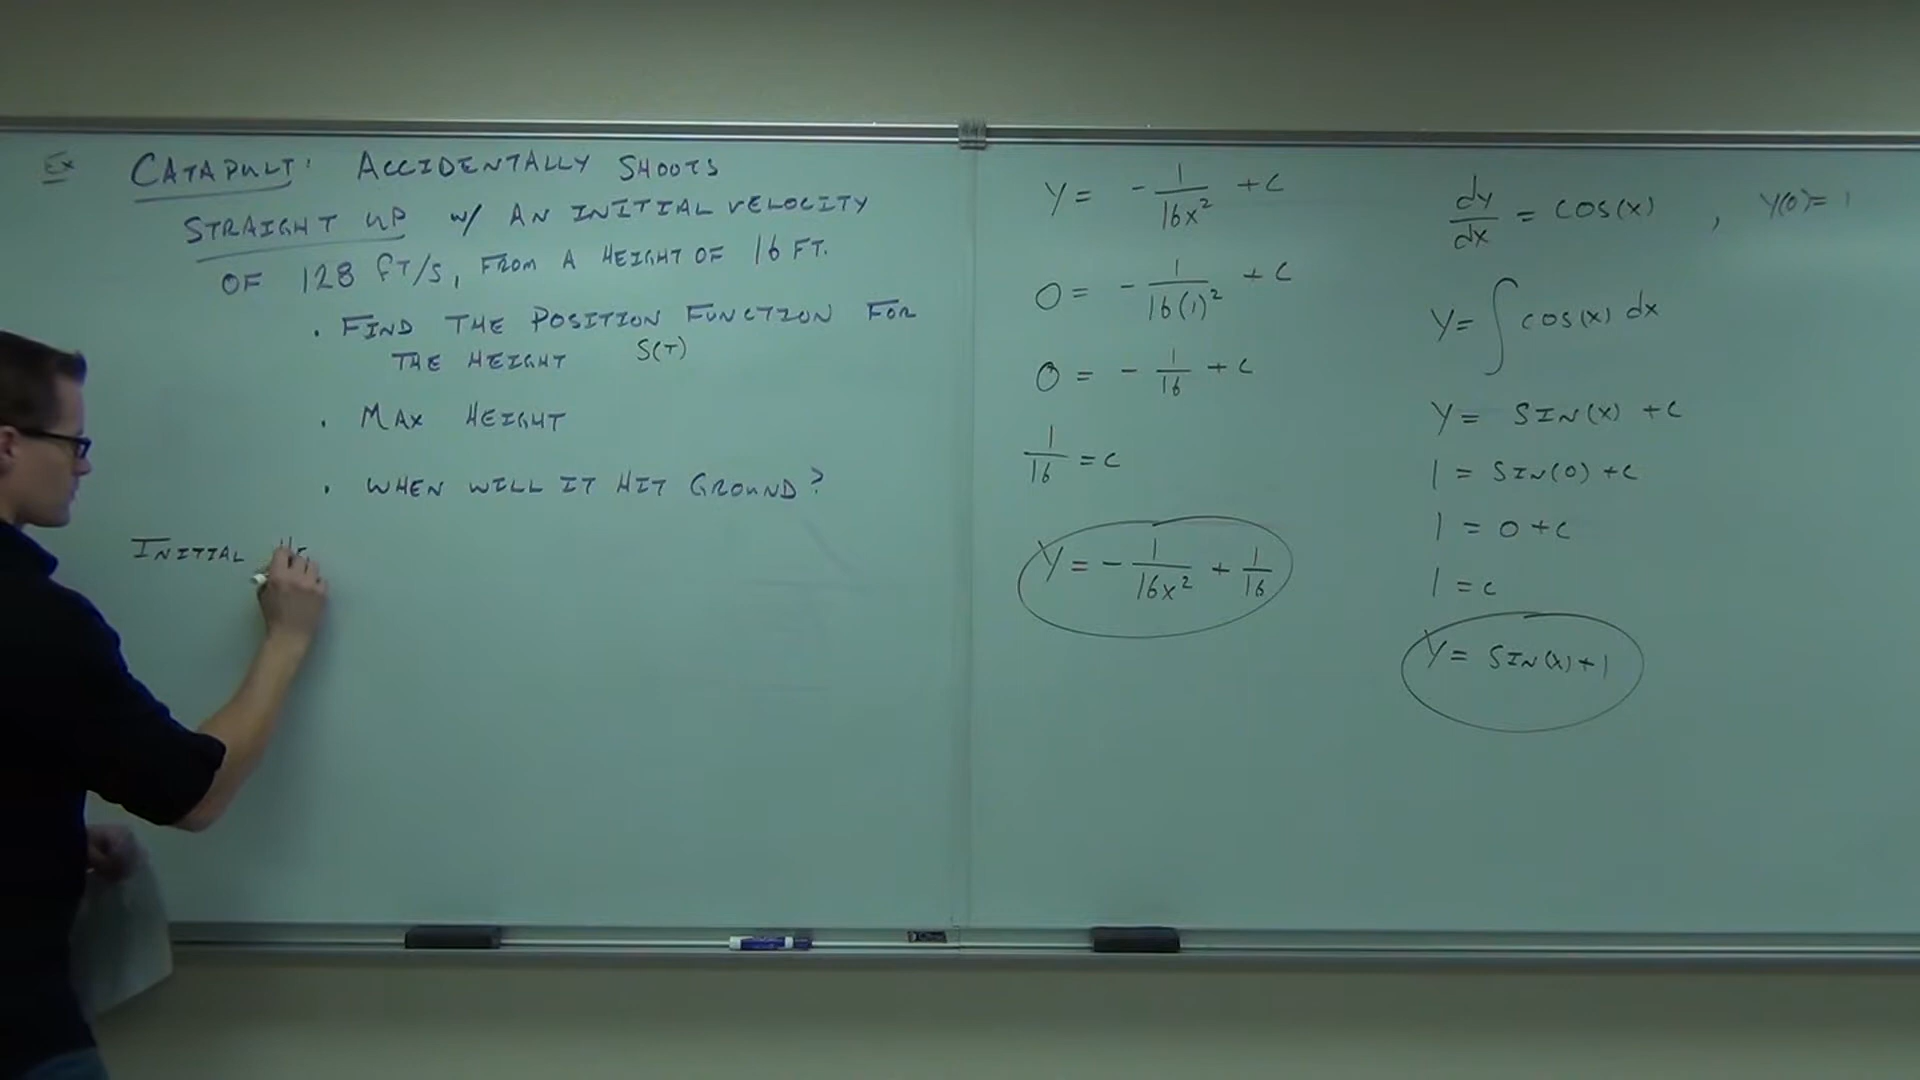 Ex CATAPULT: ACCIDENTALLY SHOOTS
STRAIGHT UP w/ AN INITIAL VELOCITY
OF 128 FT/S, FROM A HEIGHT OF 16 FT.
. FIND THE POSITION FUNCTION FOR
THE HEIGHT S(T)
. MAX HEIGHT
. WHEN WILL IT HIT GROUND?
INITIAL
Y = -1/16x² + C
0 = -1/16(1)² + C
0 = -1/16 + C
1/16 = C
Y = -1/16x² + 1/16
dy/dx = COS(x) , Y(0)= 1
Y = ∫ COS(x) dx
Y = SIN(x) + C
1 = SIN(0) + C
1 = 0 + C
1 = C
Y = SIN(x) + 1